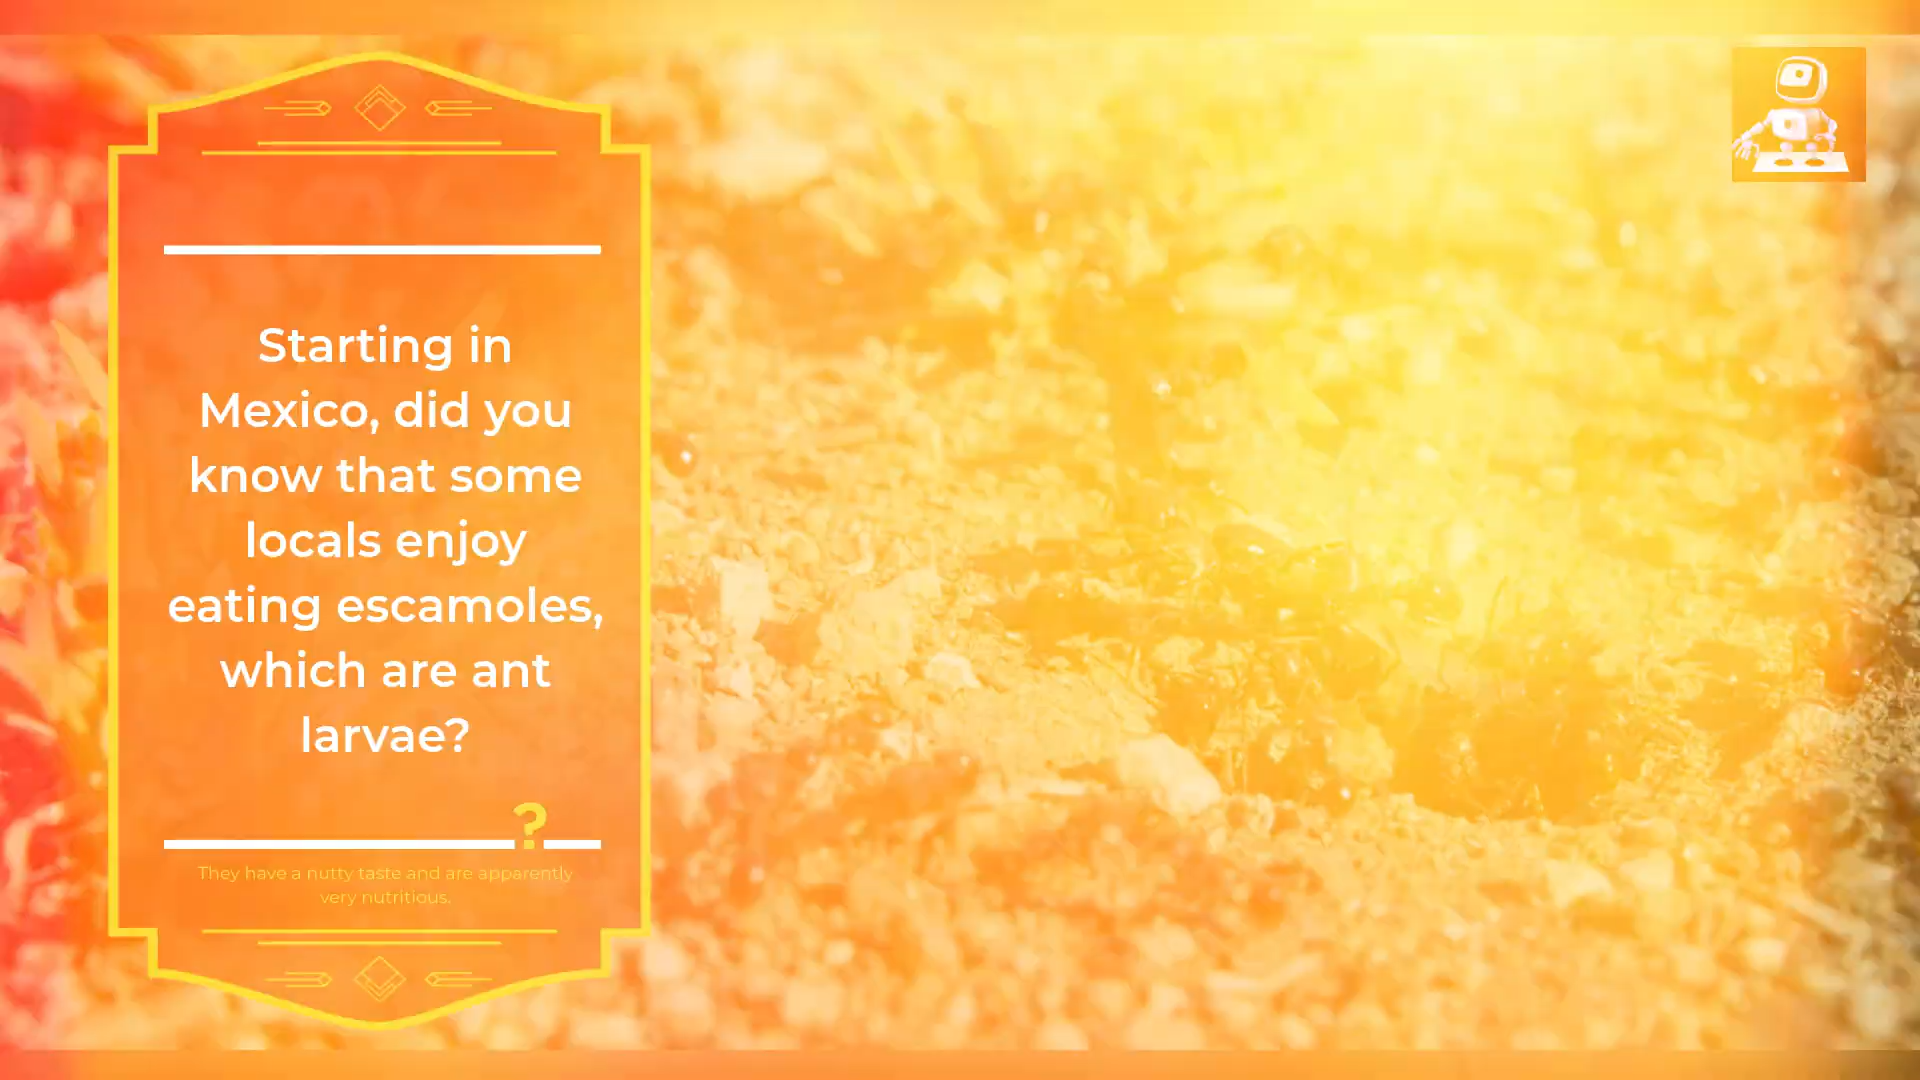 Starting in
Mexico, did you
know that some
locals enjoy
eating escamoles,
which are ant
larvae?
?
They have a nutty taste and are apparently
very nutritious.